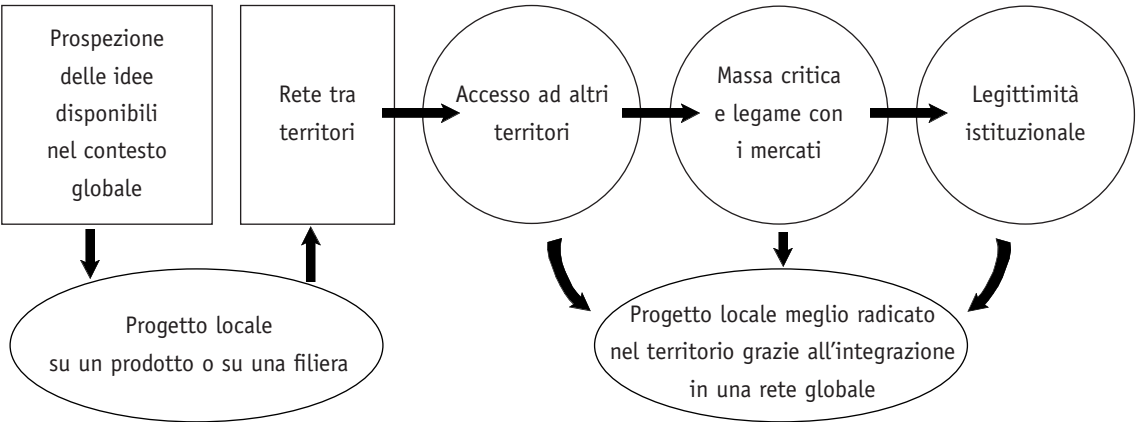 Prospezione
delle idee
disponibili
nel contesto
globale
Rete tra
territori
Accesso ad altri
territori
Massa critica
e legame con
i mercati
Legittimità
istituzionale
Progetto locale
su un prodotto o su una filiera
Progetto locale meglio radicato
nel territorio grazie all'integrazione
in una rete globale